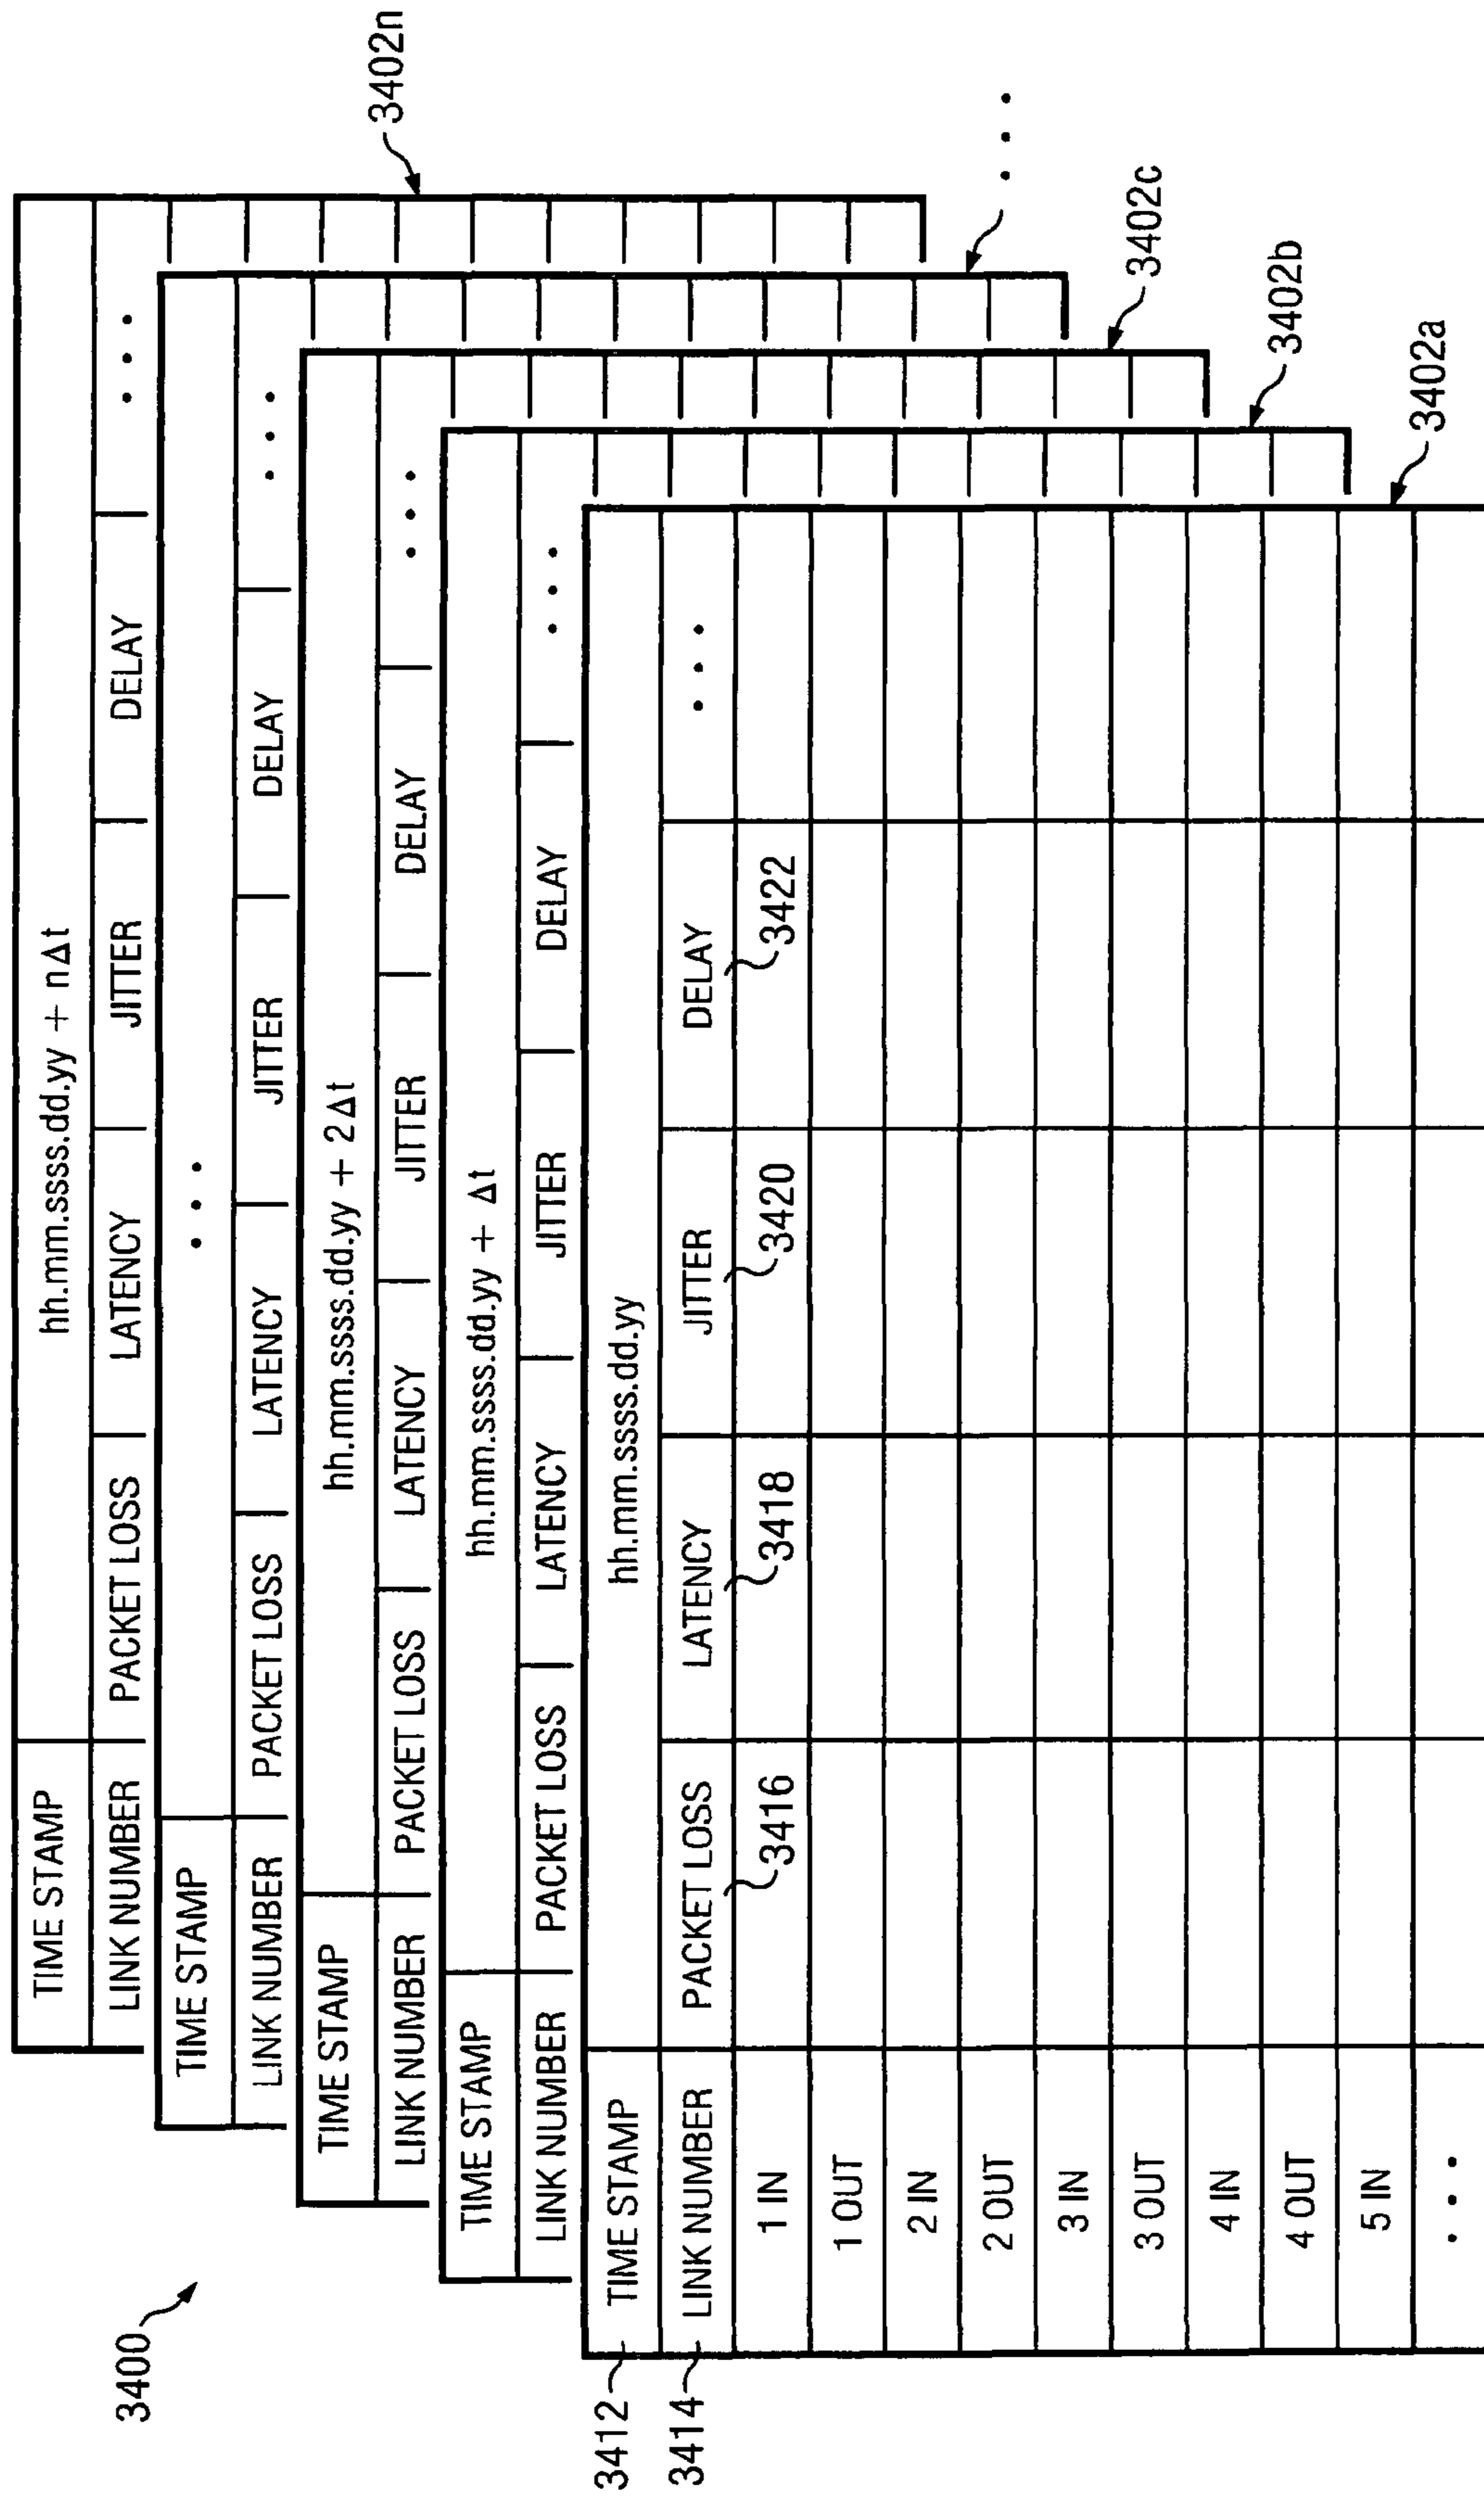 3400
TIME STAMP hh.mm.ssss.dd.yy + nΔt
LINK NUMBER PACKET LOSS LATENCY JITTER DELAY • • •
3402n
TIME STAMP • • •
LINK NUMBER PACKET LOSS LATENCY JITTER DELAY • • •
• • •
TIME STAMP hh.mm.ssss.dd.yy + 2Δt
LINK NUMBER PACKET LOSS LATENCY JITTER DELAY • • •
3402c
TIME STAMP hh.mm.ssss.dd.yy + Δt
LINK NUMBER PACKET LOSS LATENCY JITTER DELAY • • •
3402b
3412 TIME STAMP hh.mm.ssss.dd.yy
3414 LINK NUMBER PACKET LOSS LATENCY JITTER DELAY • • •
1 IN 3416 3418 3420 3422
1 OUT
2 IN
2 OUT
3 IN
3 OUT
4 IN
4 OUT
5 IN
3402a
• • •